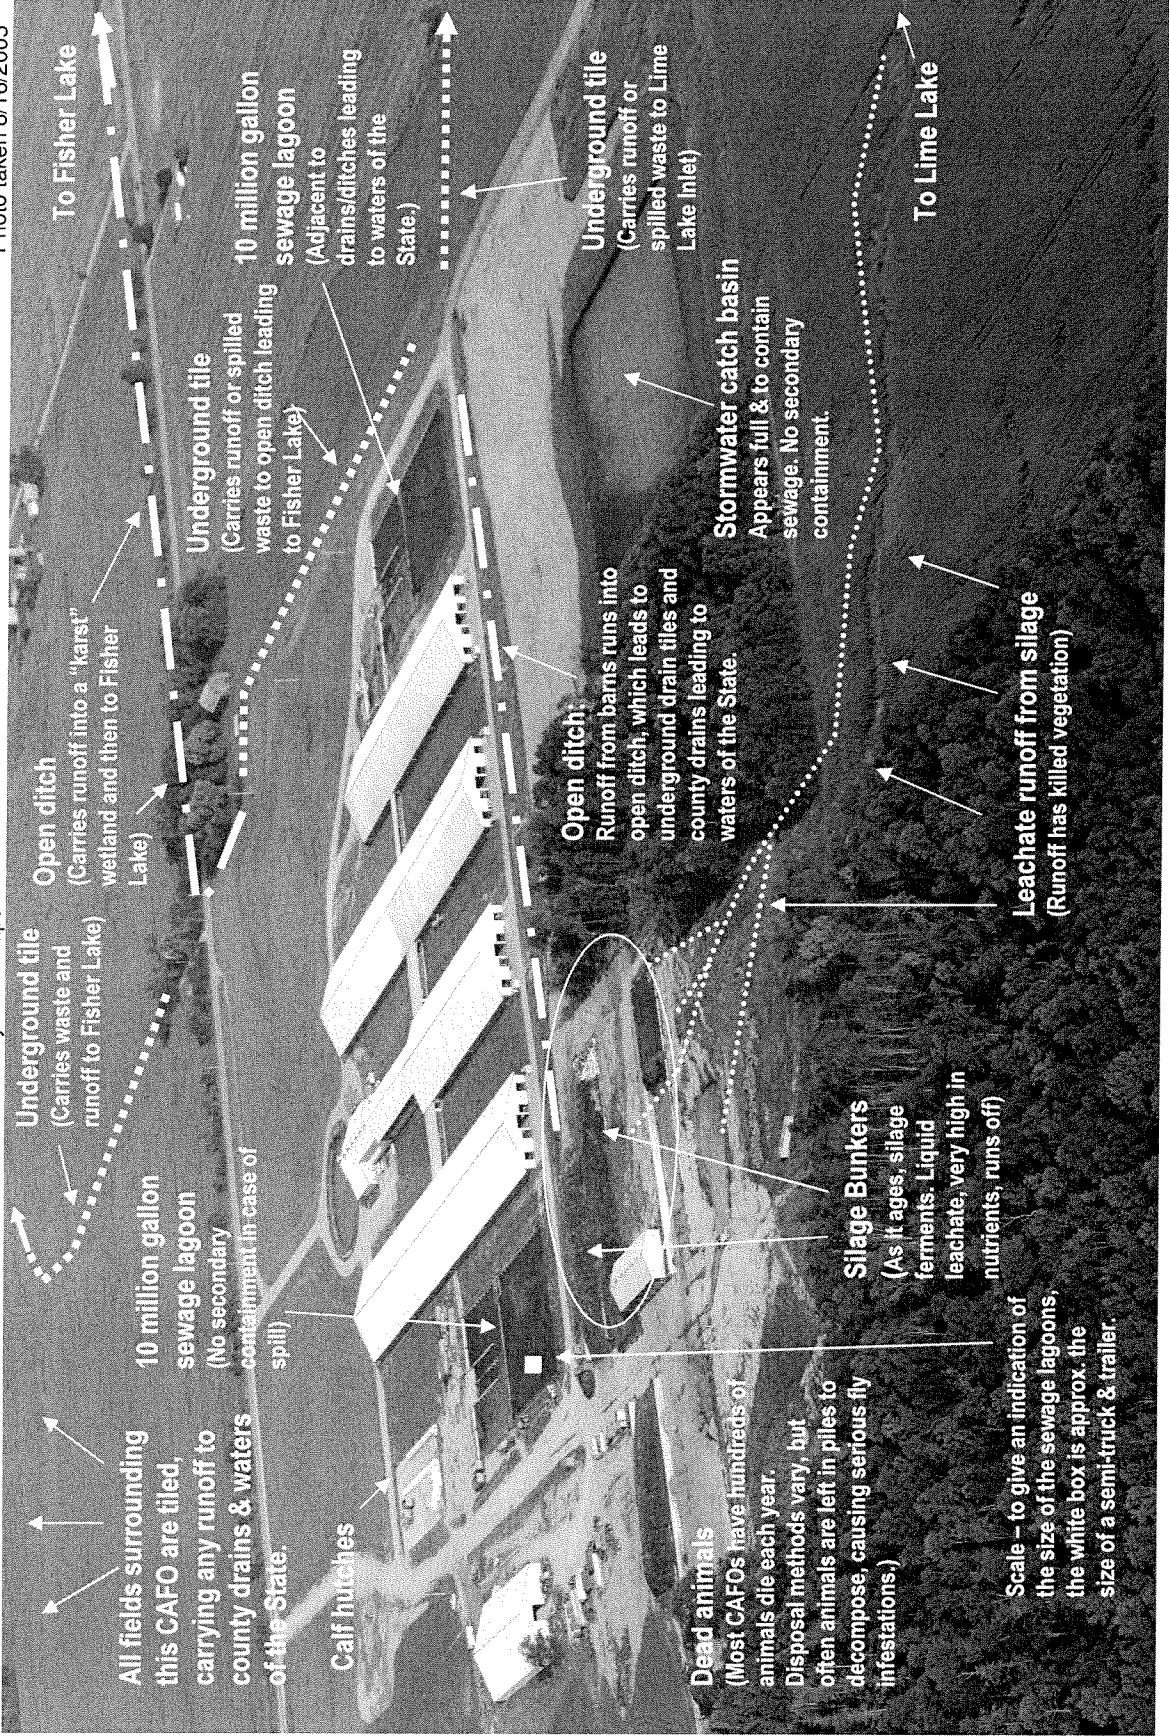 Photo taken
All fields surrounding
this CAFO are tiled,
carrying any runoff to
county drains & waters
of the State.
Calf hutches
10 million gallon
sewage lagoon
(No secondary
containment in case of
spill)
Underground tile
(Carries waste and
runoff to Fisher Lake)
Open ditch
(Carries runoff into a "karst"
wetland and then to Fisher
Lake)
Underground tile
(Carries runoff or spilled
waste to open ditch leading
to Fisher Lake)
To Fisher Lake
10 million gallon
sewage lagoon
(Adjacent to
drains/ditches leading
to waters of the
State.)
Underground tile
(Carries runoff or
spilled waste to Lime
Lake Inlet)
Open ditch:
Runoff from barns runs into
open ditch, which leads to
underground drain tiles and
county drains leading to
waters of the State.
Stormwater catch basin
Appears full & to contain
sewage. No secondary
containment.
Dead animals
(Most CAFOs have hundreds of
animals die each year.
Disposal methods vary, but
often animals are left in piles to
decompose, causing serious fly
infestations.)
Silage Bunkers
(As it ages, silage
ferments. Liquid
leachate, very high in
nutrients, runs off)
To Lime Lake
Leachate runoff from silage
(Runoff has killed vegetation)
Scale – to give an indication of
the size of the sewage lagoons,
the white box is approx. the
size of a semi-truck & trailer.